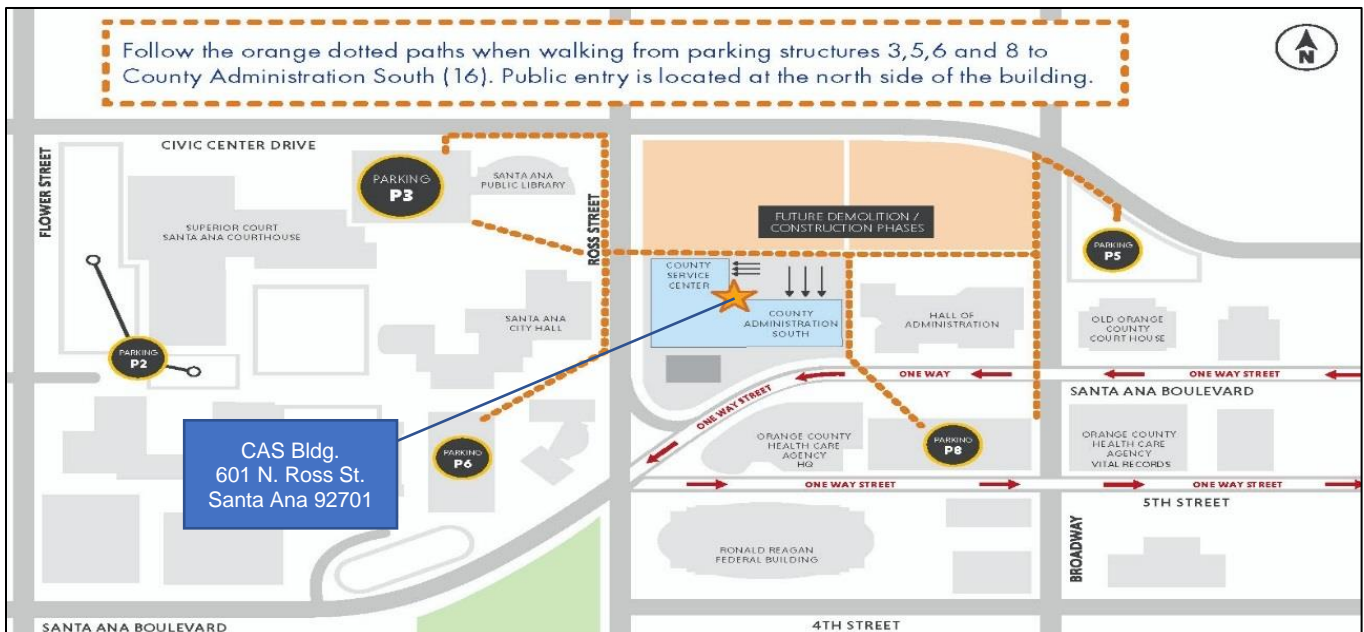 Follow the orange dotted paths when walking from parking structures 3,5,6 and 8 to
County Administration South (16). Public entry is located at the north side of the building.
N
CIVIC CENTER DRIVE
FLOWER STREET
PARKING
P3
SANTA ANA
PUBLIC LIBRARY
ROSS STREET
SUPERIOR COURT
SANTA ANA COURTHOUSE
FUTURE DEMOLITION /
CONSTRUCTION PHASES
PARKING
P5
COUNTY
SERVICE
CENTER
COUNTY
ADMINISTRATION
SOUTH
HALL OF
ADMINISTRATION
OLD ORANGE
COUNTY
COURT HOUSE
SANTA ANA
CITY HALL
PARKING
P2
ONE WAY
ONE WAY STREET
SANTA ANA BOULEVARD
ONE WAY STREET
CAS Bldg.
601 N. Ross St.
Santa Ana 92701
PARKING
P6
ORANGE COUNTY
HEALTH CARE
AGENCY
HQ
PARKING
P8
ORANGE COUNTY
HEALTH CARE
AGENCY
VITAL RECORDS
ONE WAY STREET
ONE WAY STREET
5TH STREET
RONALD REAGAN
FEDERAL BUILDING
BROADWAY
SANTA ANA BOULEVARD
4TH STREET